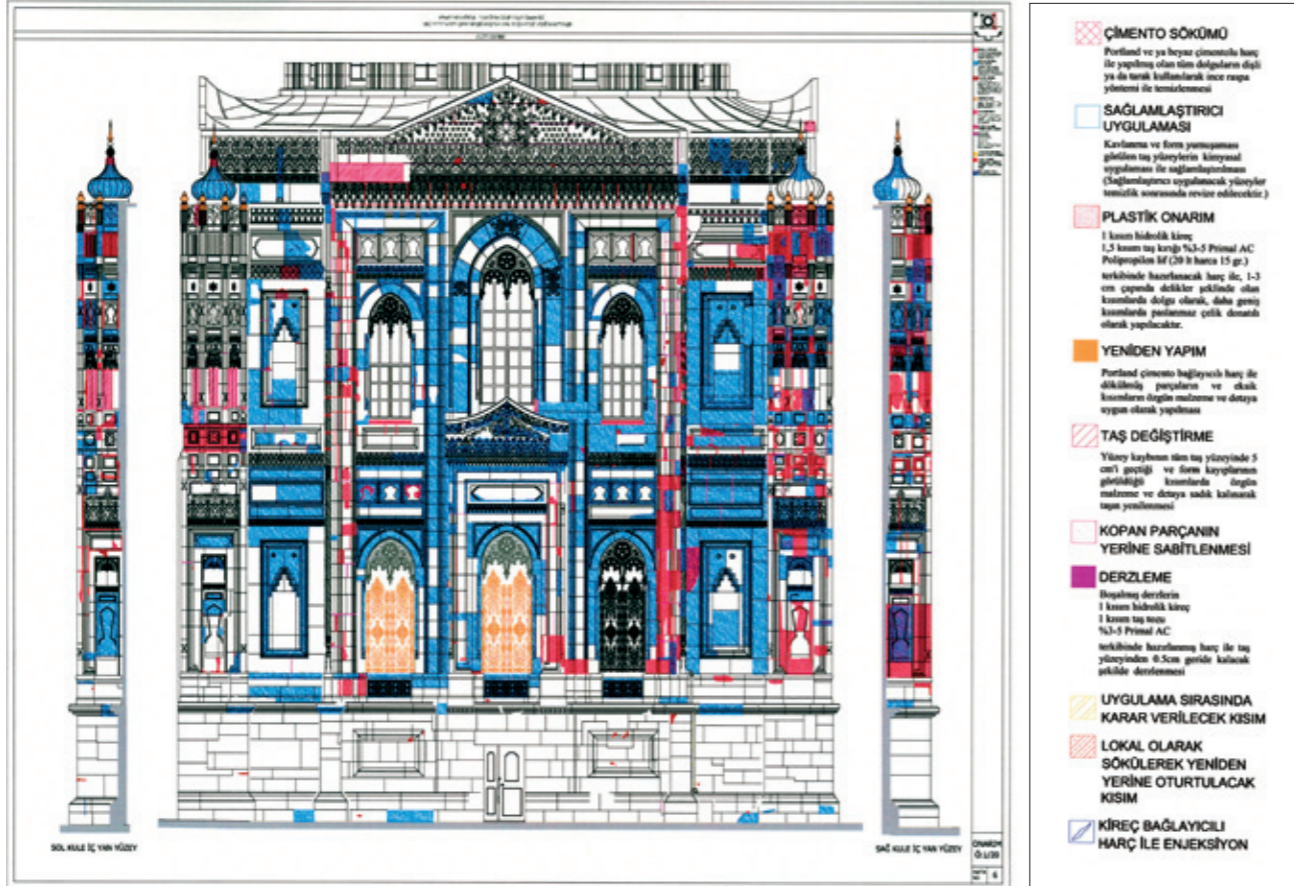 SOL KULE İÇ YAN YÜZEY
SAĞ KULE İÇ YAN YÜZEY
ONARIM
Ö:1/20
6
ÇİMENTO SÖKÜMÜ
Portland ve ya beyaz çimentolu harç
ile yapılmış olan tüm dolguların dişli
ya da tarak kullanılarak ince raspa
yöntemi ile temizlenmesi
SAĞLAMLAŞTIRICI
UYGULAMASI
Kavlanma ve form yumuşaması
görülen taş yüzeylerin kimyasal
uygulaması ile sağlamlaştırılması
(Sağlamlaştırıcı uygulanacak yüzeyler
temizlik sonrasında revize edilecektir.)
PLASTİK ONARIM
1 kısım hidrolik kireç
1,5 kısım taş kırığı %3-5 Primal AC
Polipropilen lif (20 lt harca 15 gr.)
terkibinde hazırlanacak harç ile, 1-3
cm çapında delikler şeklinde olan
kısımlarda dolgu olarak, daha geniş
kısımlarda paslanmaz çelik donatılı
olarak yapılacaktır.
YENİDEN YAPIM
Portland çimento bağlayıcılı harç ile
dökülmüş parçaların ve eksik
kısımların özgün malzeme ve detaya
uygun olarak yapılması
TAŞ DEĞİŞTİRME
Yüzey kaybının tüm taş yüzeyinde 5
cm'i geçtiği ve form kayıplarının
görüldüğü kısımlarda özgün
malzeme ve detaya sadık kalınarak
taşın yenilenmesi
KOPAN PARÇANIN
YERİNE SABİTLENMESİ
DERZLEME
Boşalmış derzlerin
1 kısım hidrolik kireç
1 kısım taş tozu
%3-5 Primal AC
terkibinde hazırlanmış harç ile taş
yüzeyinden 0.5cm geride kalacak
şekilde derzlenmesi
UYGULAMA SIRASINDA
KARAR VERİLECEK KISIM
LOKAL OLARAK
SÖKÜLEREK YENİDEN
YERİNE OTURTULACAK
KISIM
KİREÇ BAĞLAYICILI
HARÇ İLE ENJEKSİYON